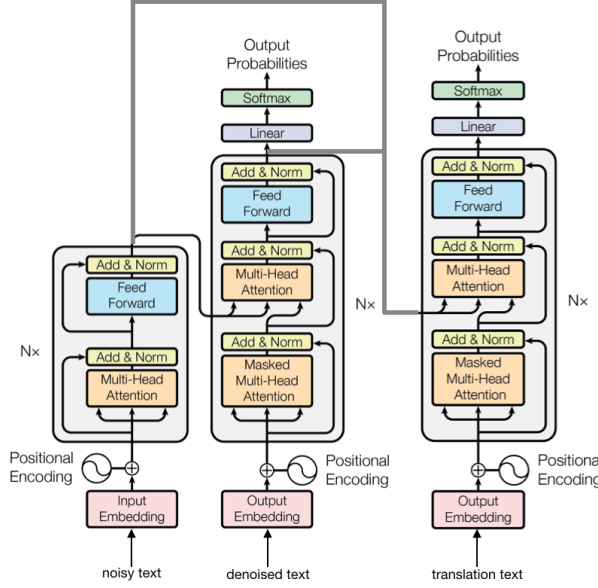 Output
Probabilities
Softmax
Linear
Add & Norm
Feed
Forward
Add & Norm
Multi-Head
Attention
Nx
Add & Norm
Masked
Multi-Head
Attention
Positional
Encoding
Output
Embedding
denoised text
Add & Norm
Feed
Forward
Nx
Add & Norm
Multi-Head
Attention
Positional
Encoding
Input
Embedding
noisy text
Output
Probabilities
Softmax
Linear
Add & Norm
Feed
Forward
Add & Norm
Multi-Head
Attention
Nx
Add & Norm
Masked
Multi-Head
Attention
Positional
Encoding
Output
Embedding
translation text